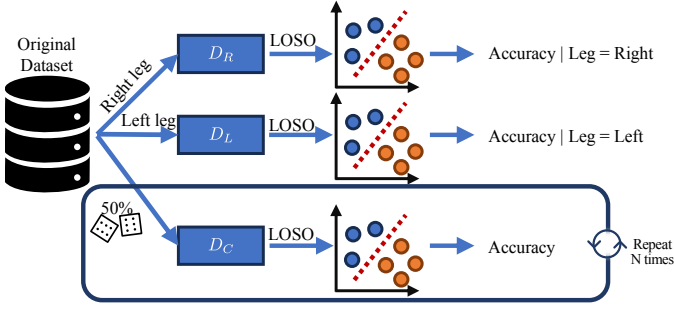 Original
Dataset
Right leg
D_R
LOSO
Accuracy | Leg = Right
Left leg
D_L
LOSO
Accuracy | Leg = Left
50%
D_C
LOSO
Accuracy
Repeat
N times